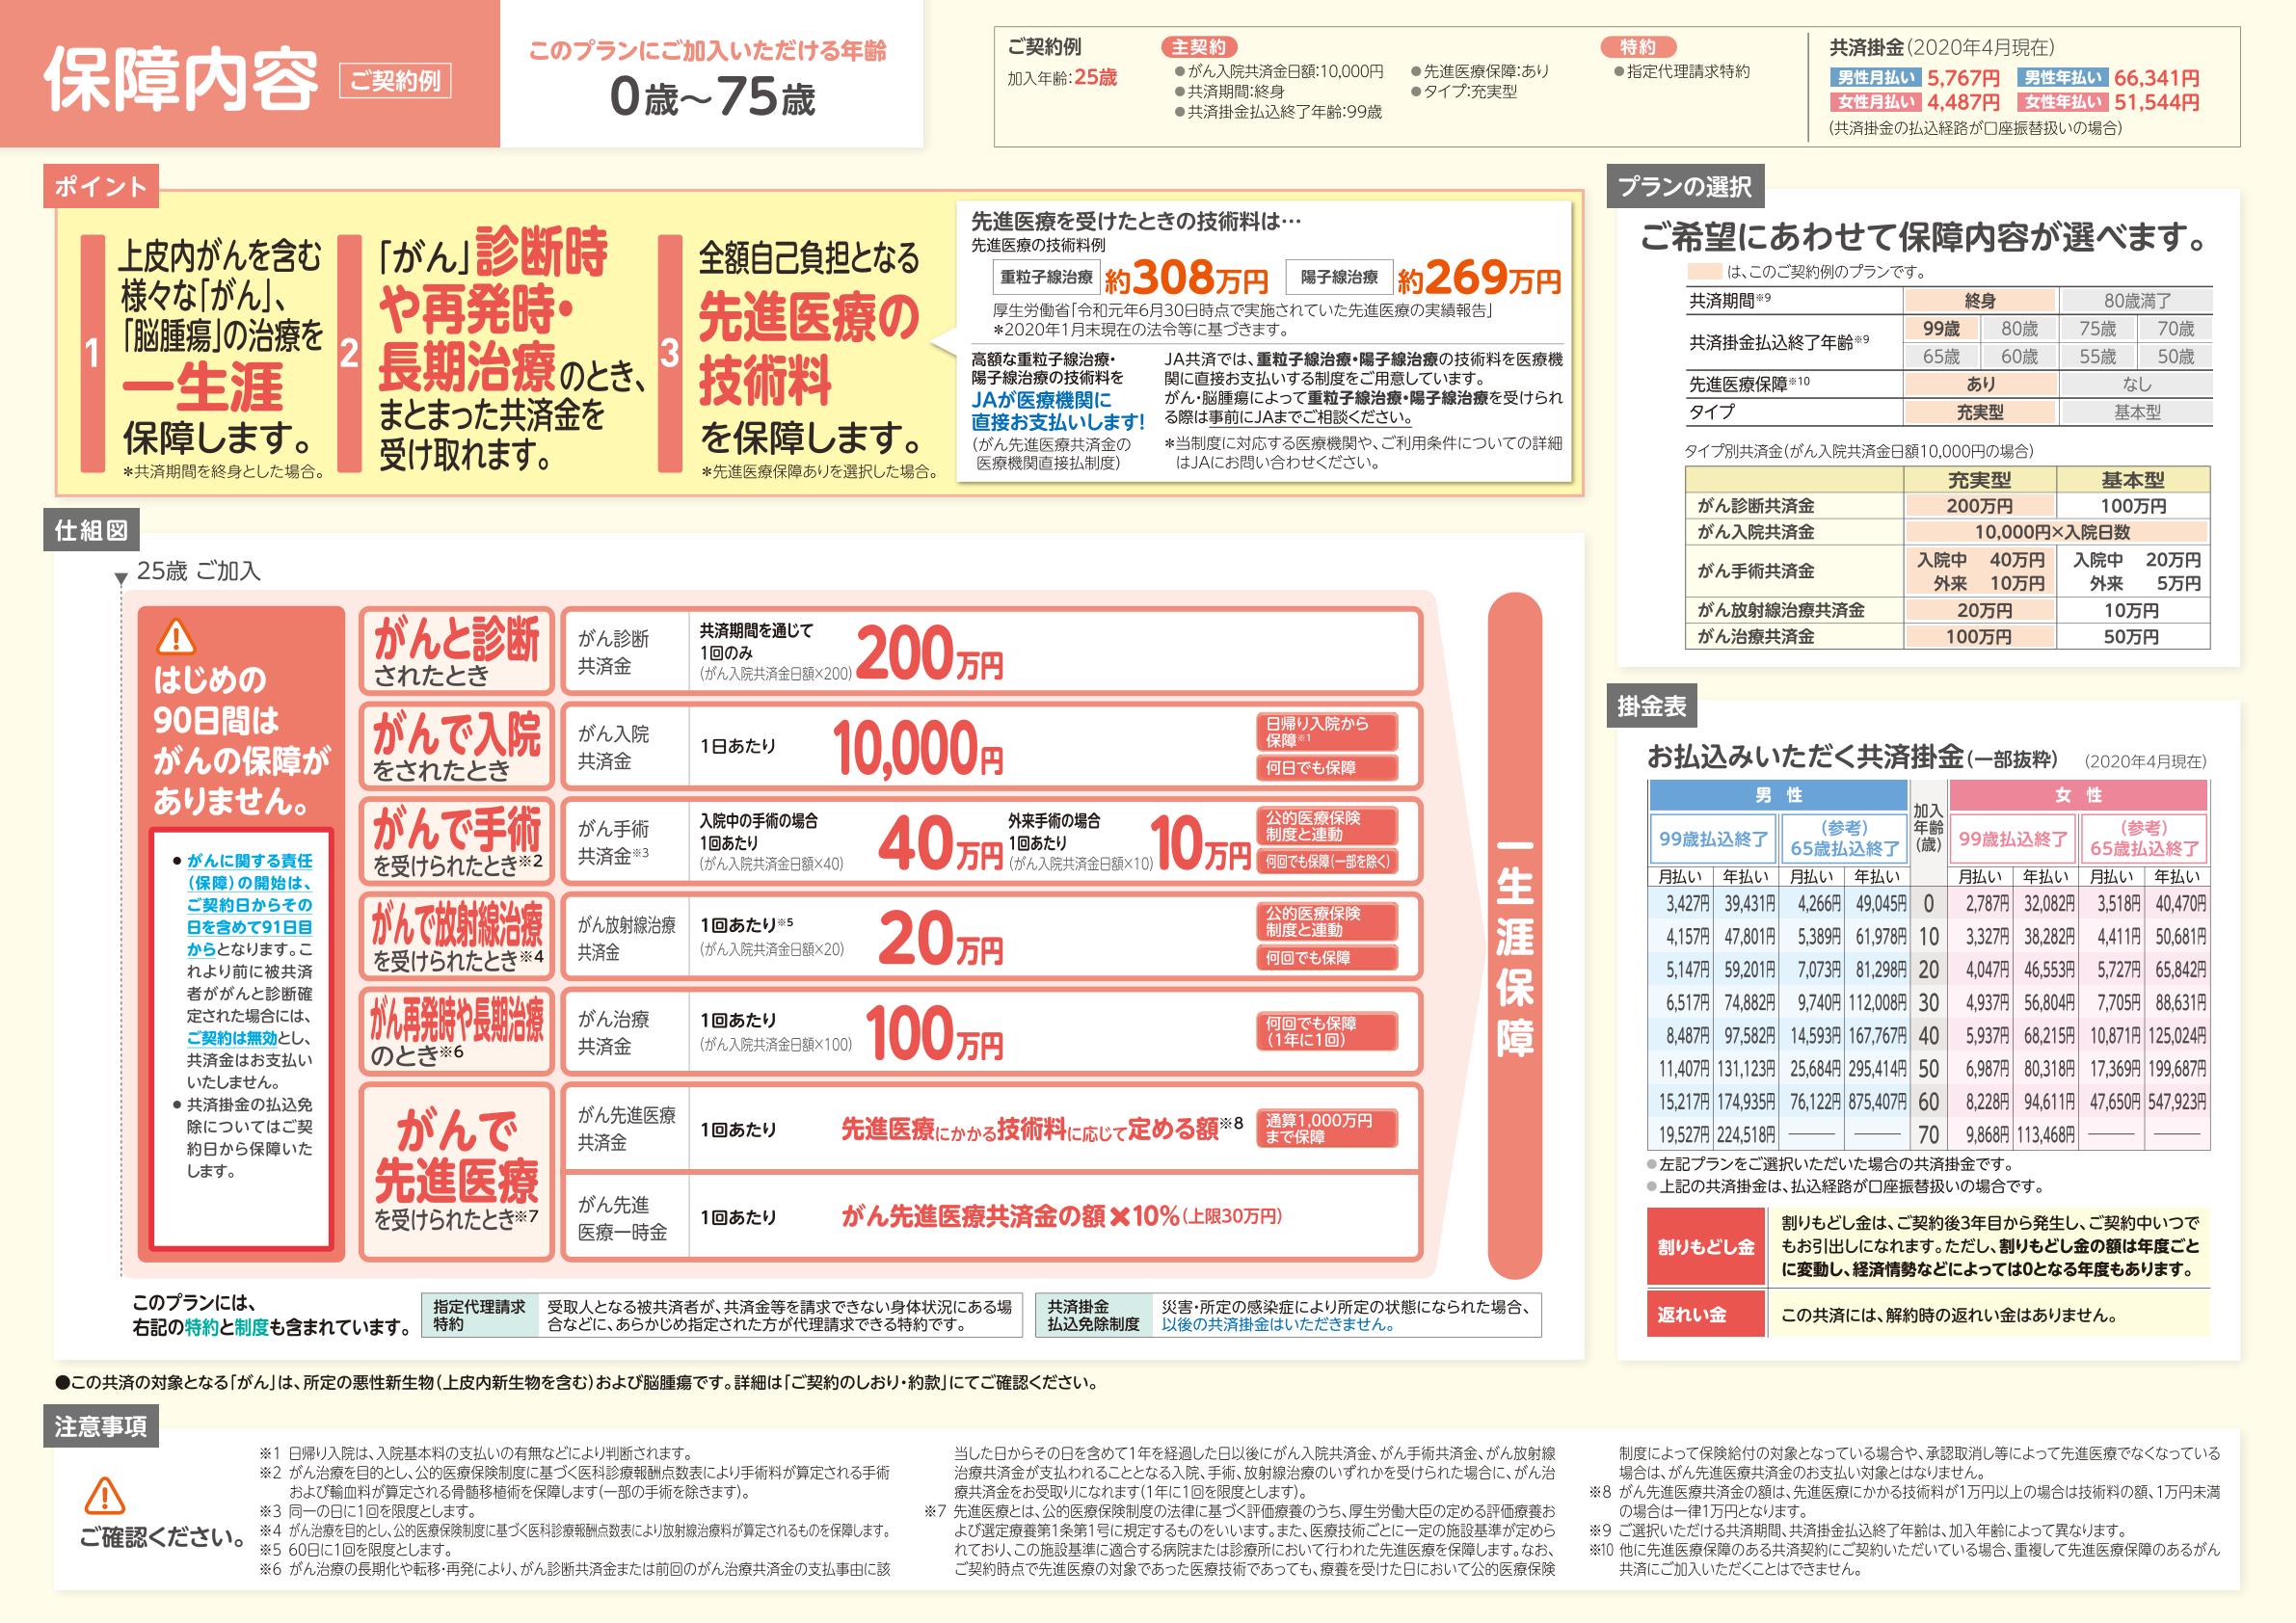 保障内容 ご契約例
このプランにご加入いただける年齢
0歳～75歳
ご契約例
加入年齢:25歳
主契約
●がん入院共済金日額:10,000円
●共済期間:終身
●共済掛金払込終了年齢:99歳
●先進医療保障:あり
●タイプ:充実型
特約
●指定代理請求特約
共済掛金(2020年4月現在)
男性月払い 5,767円 男性年払い 66,341円
女性月払い 4,487円 女性年払い 51,544円
(共済掛金の払込経路が口座振替扱いの場合)
ポイント
1
上皮内がんを含む
様々な「がん」、
「脳腫瘍」の治療を
一生涯
保障します。
*共済期間を終身とした場合。
2
「がん」診断時
や再発時・
長期治療のとき、
まとまった共済金を
受け取れます。
3
全額自己負担となる
先進医療の
技術料
を保障します。
*先進医療保障ありを選択した場合。
先進医療を受けたときの技術料は…
先進医療の技術料例
重粒子線治療 約308万円 陽子線治療 約269万円
厚生労働省「令和元年6月30日時点で実施されていた先進医療の実績報告」
*2020年1月末現在の法令等に基づきます。
高額な重粒子線治療・
陽子線治療の技術料を
JAが医療機関に
直接お支払いします!
(がん先進医療共済金の
医療機関直接払制度)
JA共済では、重粒子線治療・陽子線治療の技術料を医療機
関に直接お支払いする制度をご用意しています。
がん・脳腫瘍によって重粒子線治療・陽子線治療を受けられ
る際は事前にJAまでご相談ください。
*当制度に対応する医療機関や、ご利用条件についての詳細
はJAにお問い合わせください。
プランの選択
ご希望にあわせて保障内容が選べます。
は、このご契約例のプランです。
共済期間※9 終身 80歳満了
共済掛金払込終了年齢※9 99歳 80歳 75歳 70歳
65歳 60歳 55歳 50歳
先進医療保障※10 あり なし
タイプ 充実型 基本型
タイプ別共済金(がん入院共済金日額10,000円の場合)
充実型 基本型
がん診断共済金 200万円 100万円
がん入院共済金 10,000円×入院日数
がん手術共済金 入院中 40万円 入院中 20万円
外来 10万円 外来 5万円
がん放射線治療共済金 20万円 10万円
がん治療共済金 100万円 50万円
仕組図
▼25歳 ご加入
はじめの
90日間は
がんの保障が
ありません。
●がんに関する責任
(保障)の開始は、
ご契約日からその
日を含めて91日目
からとなります。こ
れより前に被共済
者ががんと診断確
定された場合には、
ご契約は無効とし、
共済金はお支払い
いたしません。
●共済掛金の払込免
除についてはご契
約日から保障いた
します。
がんと診断
されたとき
がん診断
共済金
共済期間を通じて
1回のみ
(がん入院共済金日額×200)
200万円
がんで入院
をされたとき
がん入院
共済金
1日あたり
10,000円
日帰り入院から
保障※1
何日でも保障
がんで手術
を受けられたとき※2
がん手術
共済金※3
入院中の手術の場合
1回あたり
(がん入院共済金日額×40)
40万円
外来手術の場合
1回あたり
(がん入院共済金日額×10)
10万円
公的医療保険
制度と連動
何回でも保障(一部を除く)
がんで放射線治療
を受けられたとき※4
がん放射線治療
共済金
1回あたり※5
(がん入院共済金日額×20)
20万円
公的医療保険
制度と連動
何回でも保障
がん再発時や長期治療
のとき※6
がん治療
共済金
1回あたり
(がん入院共済金日額×100)
100万円
何回でも保障
(1年に1回)
がんで
先進医療
を受けられたとき※7
がん先進医療
共済金
1回あたり
先進医療にかかる技術料に応じて定める額※8
通算1,000万円
まで保障
がん先進
医療一時金
1回あたり
がん先進医療共済金の額×10%(上限30万円)
一生涯保障
このプランには、
右記の特約と制度も含まれています。
指定代理請求
特約
受取人となる被共済者が、共済金等を請求できない身体状況にある場
合などに、あらかじめ指定された方が代理請求できる特約です。
共済掛金
払込免除制度
災害・所定の感染症により所定の状態になられた場合、
以後の共済掛金はいただきません。
掛金表
お払込みいただく共済掛金(一部抜粋) (2020年4月現在)
男性 加入年齢(歳) 女性
99歳払込終了 (参考)65歳払込終了 99歳払込終了 (参考)65歳払込終了
月払い 年払い 月払い 年払い 月払い 年払い 月払い 年払い
3,427円 39,431円 4,266円 49,045円 0 2,787円 32,082円 3,518円 40,470円
4,157円 47,801円 5,389円 61,978円 10 3,327円 38,282円 4,411円 50,681円
5,147円 59,201円 7,073円 81,298円 20 4,047円 46,553円 5,727円 65,842円
6,517円 74,882円 9,740円 112,008円 30 4,937円 56,804円 7,705円 88,631円
8,487円 97,582円 14,593円 167,767円 40 5,937円 68,215円 10,871円 125,024円
11,407円 131,123円 25,684円 295,414円 50 6,987円 80,318円 17,369円 199,687円
15,217円 174,935円 76,122円 875,407円 60 8,228円 94,611円 47,650円 547,923円
19,527円 224,518円 ― ― 70 9,868円 113,468円 ― ―
●左記プランをご選択いただいた場合の共済掛金です。
●上記の共済掛金は、払込経路が口座振替扱いの場合です。
割りもどし金
割りもどし金は、ご契約後3年目から発生し、ご契約中いつで
もお引出しになれます。ただし、割りもどし金の額は年度ごと
に変動し、経済情勢などによっては0となる年度もあります。
返れい金
この共済には、解約時の返れい金はありません。
●この共済の対象となる「がん」は、所定の悪性新生物(上皮内新生物を含む)および脳腫瘍です。詳細は「ご契約のしおり・約款」にてご確認ください。
注意事項
ご確認ください。
※1 日帰り入院は、入院基本料の支払いの有無などにより判断されます。
※2 がん治療を目的とし、公的医療保険制度に基づく医科診療報酬点数表により手術料が算定される手術
および輸血料が算定される骨髄移植術を保障します(一部の手術を除きます)。
※3 同一の日に1回を限度とします。
※4 がん治療を目的とし、公的医療保険制度に基づく医科診療報酬点数表により放射線治療料が算定されるものを保障します。
※5 60日に1回を限度とします。
※6 がん治療の長期化や転移・再発により、がん診断共済金または前回のがん治療共済金の支払事由に該
当した日からその日を含めて1年を経過した日以後にがん入院共済金、がん手術共済金、がん放射線
治療共済金が支払われることとなる入院、手術、放射線治療のいずれかを受けられた場合に、がん治
療共済金をお受取りになれます(1年に1回を限度とします)。
※7 先進医療とは、公的医療保険制度の法律に基づく評価療養のうち、厚生労働大臣の定める評価療養お
よび選定療養第1条第1号に規定するものをいいます。また、医療技術ごとに一定の施設基準が定めら
れており、この施設基準に適合する病院または診療所において行われた先進医療を保障します。なお、
ご契約時点で先進医療の対象であった医療技術であっても、療養を受けた日において公的医療保険
制度によって保険給付の対象となっている場合や、承認取消し等によって先進医療でなくなっている
場合は、がん先進医療共済金のお支払い対象とはなりません。
※8 がん先進医療共済金の額は、先進医療にかかる技術料が1万円以上の場合は技術料の額、1万円未満
の場合は一律1万円となります。
※9 ご選択いただける共済期間、共済掛金払込終了年齢は、加入年齢によって異なります。
※10 他に先進医療保障のある共済契約にご契約いただいている場合、重複して先進医療保障のあるがん
共済にご加入いただくことはできません。